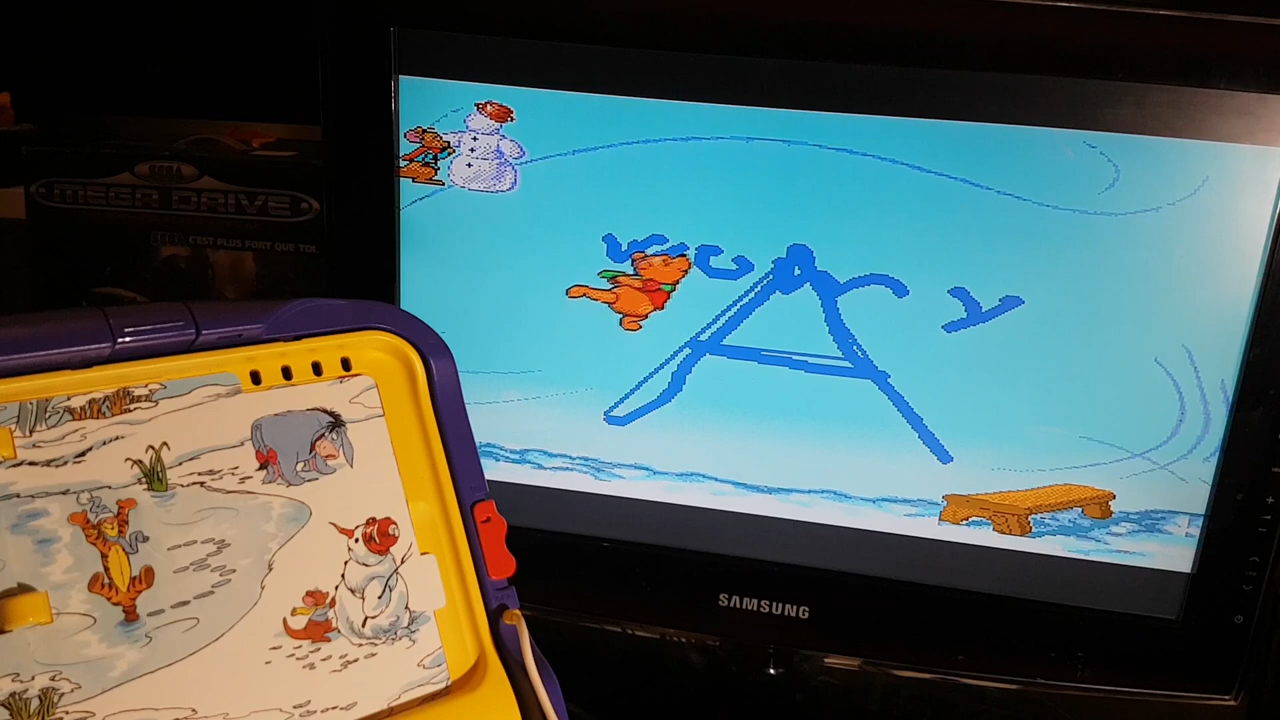 SEGA
MEGA DRIVE
SEGA C'EST PLUS FORT QUE TOI.
A
SAMSUNG